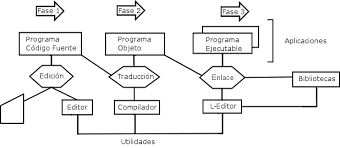 Fase 1
Fase 2
Fase 3
Programa
Código Fuente
Programa
Objeto
Programa
Ejecutable
Aplicaciones
Edición
Traducción
Enlace
Bibliotecas
Editor
Compilador
L-Editor
Utilidades